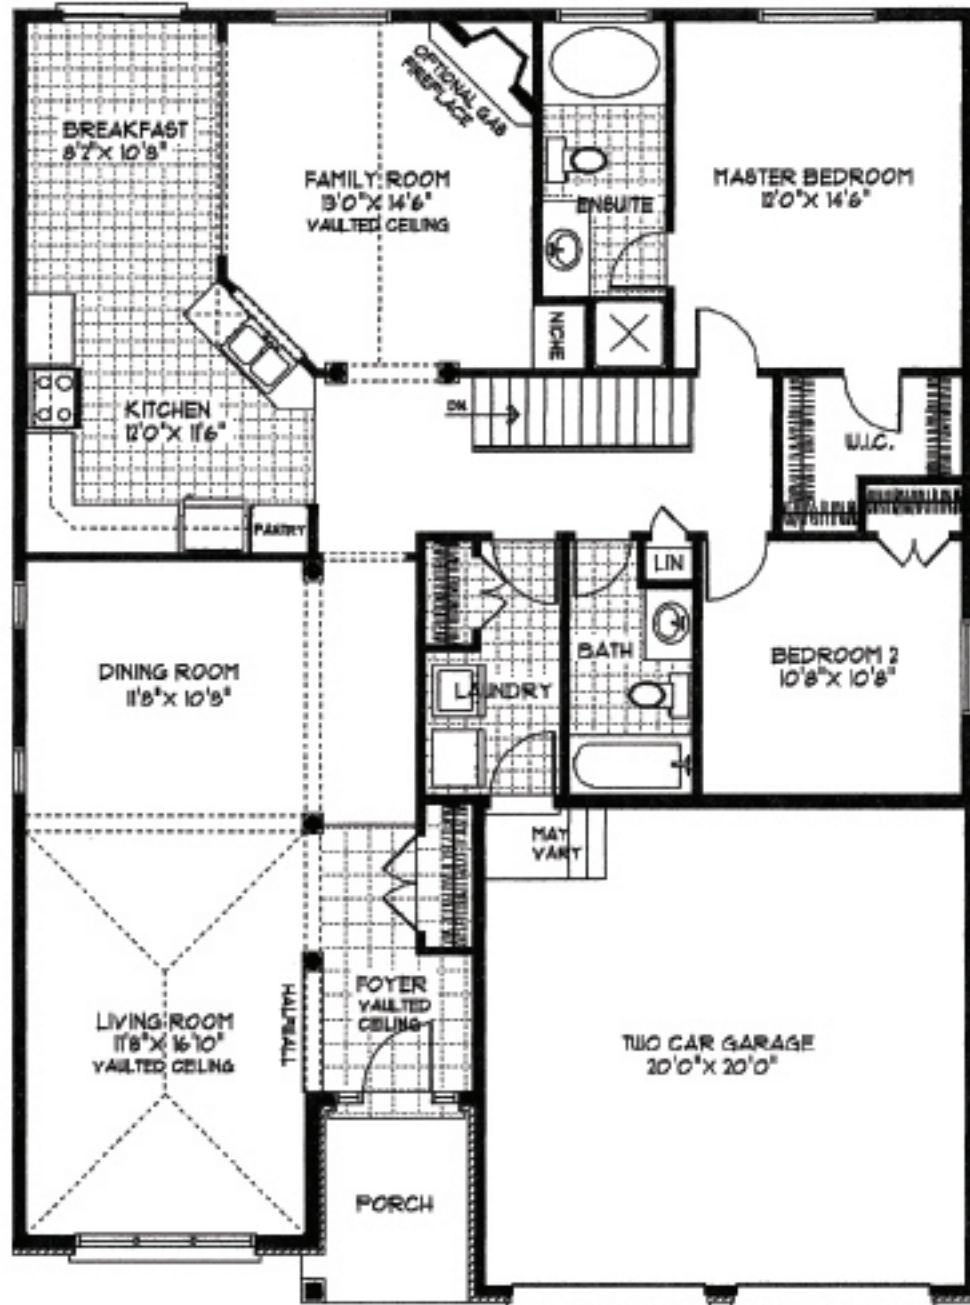 BREAKFAST
8'2" X 10'8"
OPTIONAL GAS
FIREPLACE
FAMILY ROOM
13'0" X 14'6"
VAULTED CEILING
ENSUITE
MASTER BEDROOM
12'0" X 14'6"
NICHE
KITCHEN
12'0" X 11'6"
DN.
W.I.C.
PANTRY
LIN
DINING ROOM
11'8" X 10'8"
LAUNDRY
BATH
BEDROOM 2
10'8" X 10'8"
MAY
VARY
LIVING ROOM
11'8" X 16'10"
VAULTED CEILING
HALFWALL
FOYER
VAULTED
CEILING
TWO CAR GARAGE
20'0" X 20'0"
PORCH